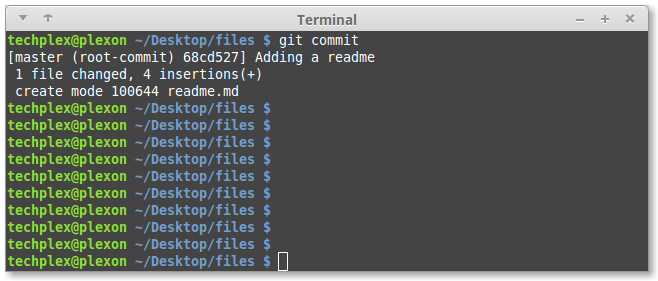 Terminal
techplex@plexon ~/Desktop/files $ git commit
[master (root-commit) 68cd527] Adding a readme
 1 file changed, 4 insertions(+)
 create mode 100644 readme.md
techplex@plexon ~/Desktop/files $
techplex@plexon ~/Desktop/files $
techplex@plexon ~/Desktop/files $
techplex@plexon ~/Desktop/files $
techplex@plexon ~/Desktop/files $
techplex@plexon ~/Desktop/files $
techplex@plexon ~/Desktop/files $
techplex@plexon ~/Desktop/files $
techplex@plexon ~/Desktop/files $
techplex@plexon ~/Desktop/files $